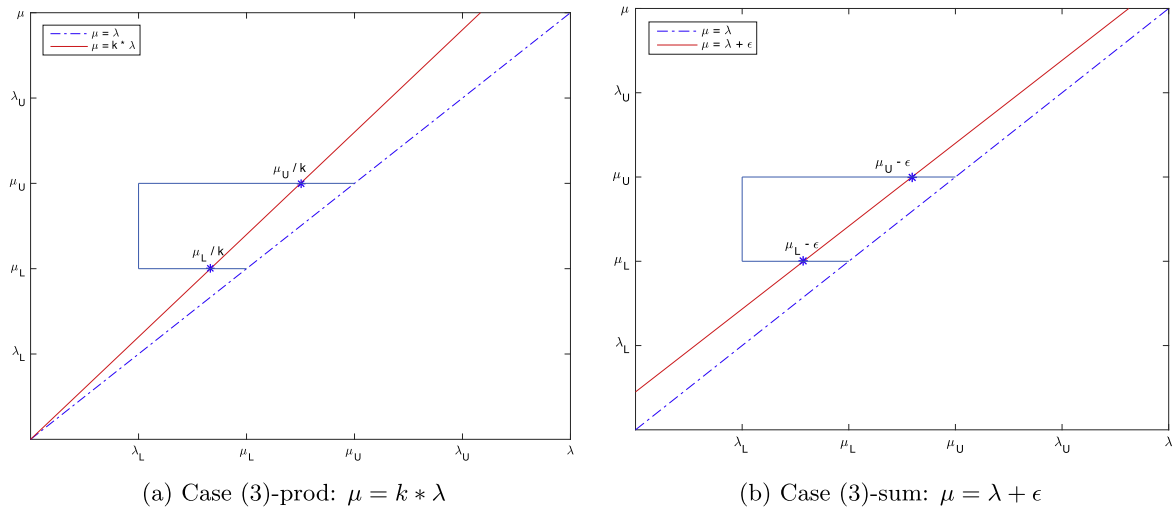 μ
μ = λ
μ = k * λ
λ_U
μ_U / k
μ_U
μ_L / k
μ_L
λ_L
λ_L μ_L μ_U λ_U λ
(a) Case (3)-prod: μ = k ∗ λ
μ
μ = λ
μ = λ + ϵ
λ_U
μ_U - ϵ
μ_U
μ_L - ϵ
μ_L
λ_L
λ_L μ_L μ_U λ_U λ
(b) Case (3)-sum: μ = λ + ϵ